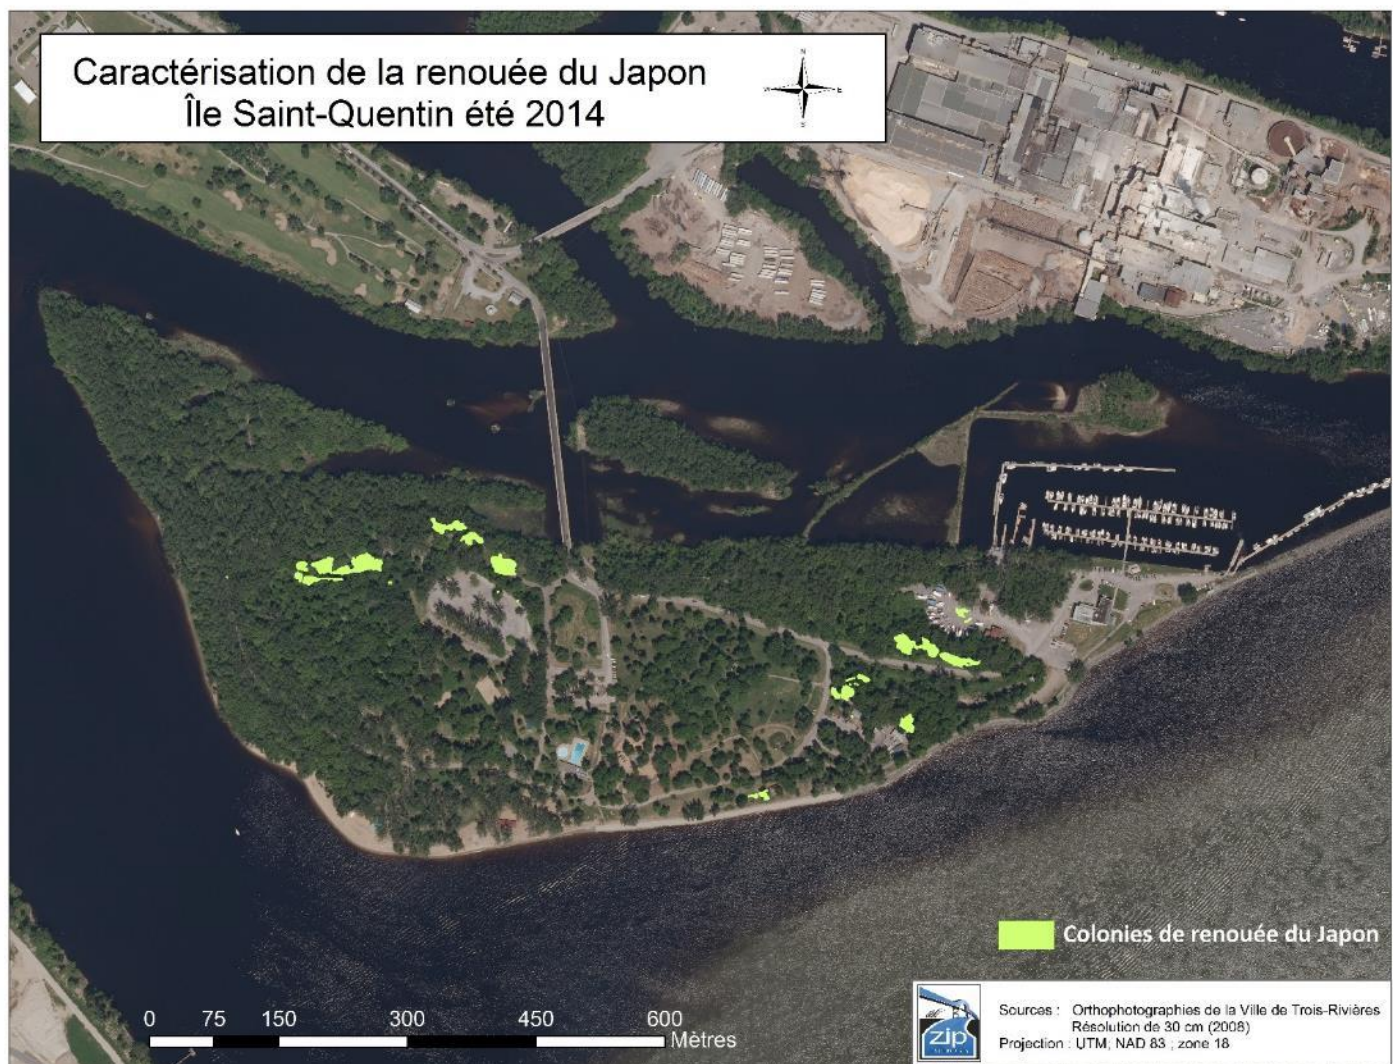 Caractérisation de la renouée du Japon
Île Saint-Quentin été 2014
N
W E
S
Colonies de renouée du Japon
0 75 150 300 450 600
Mètres
zip
Sources : Orthophotographies de la Ville de Trois-Rivières
Résolution de 30 cm (2008)
Projection : UTM; NAD 83 ; zone 18